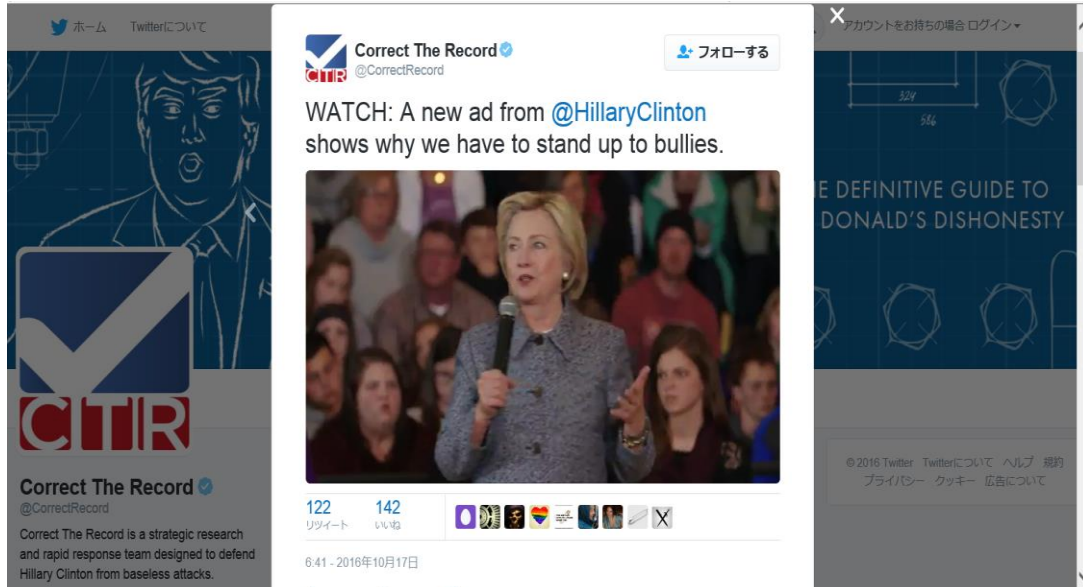 ホーム Twitterについて
アカウントをお持ちの場合 ログイン
Correct The Record
@CorrectRecord
フォローする
WATCH: A new ad from @HillaryClinton
shows why we have to stand up to bullies.
324
586
E DEFINITIVE GUIDE TO
DONALD'S DISHONESTY
CTR
CTR
122 142
リツイート いいね
6:41 - 2016年10月17日
Correct The Record
@CorrectRecord
Correct The Record is a strategic research
and rapid response team designed to defend
Hillary Clinton from baseless attacks.
© 2016 Twitter Twitterについて ヘルプ 規約
プライバシー クッキー 広告について